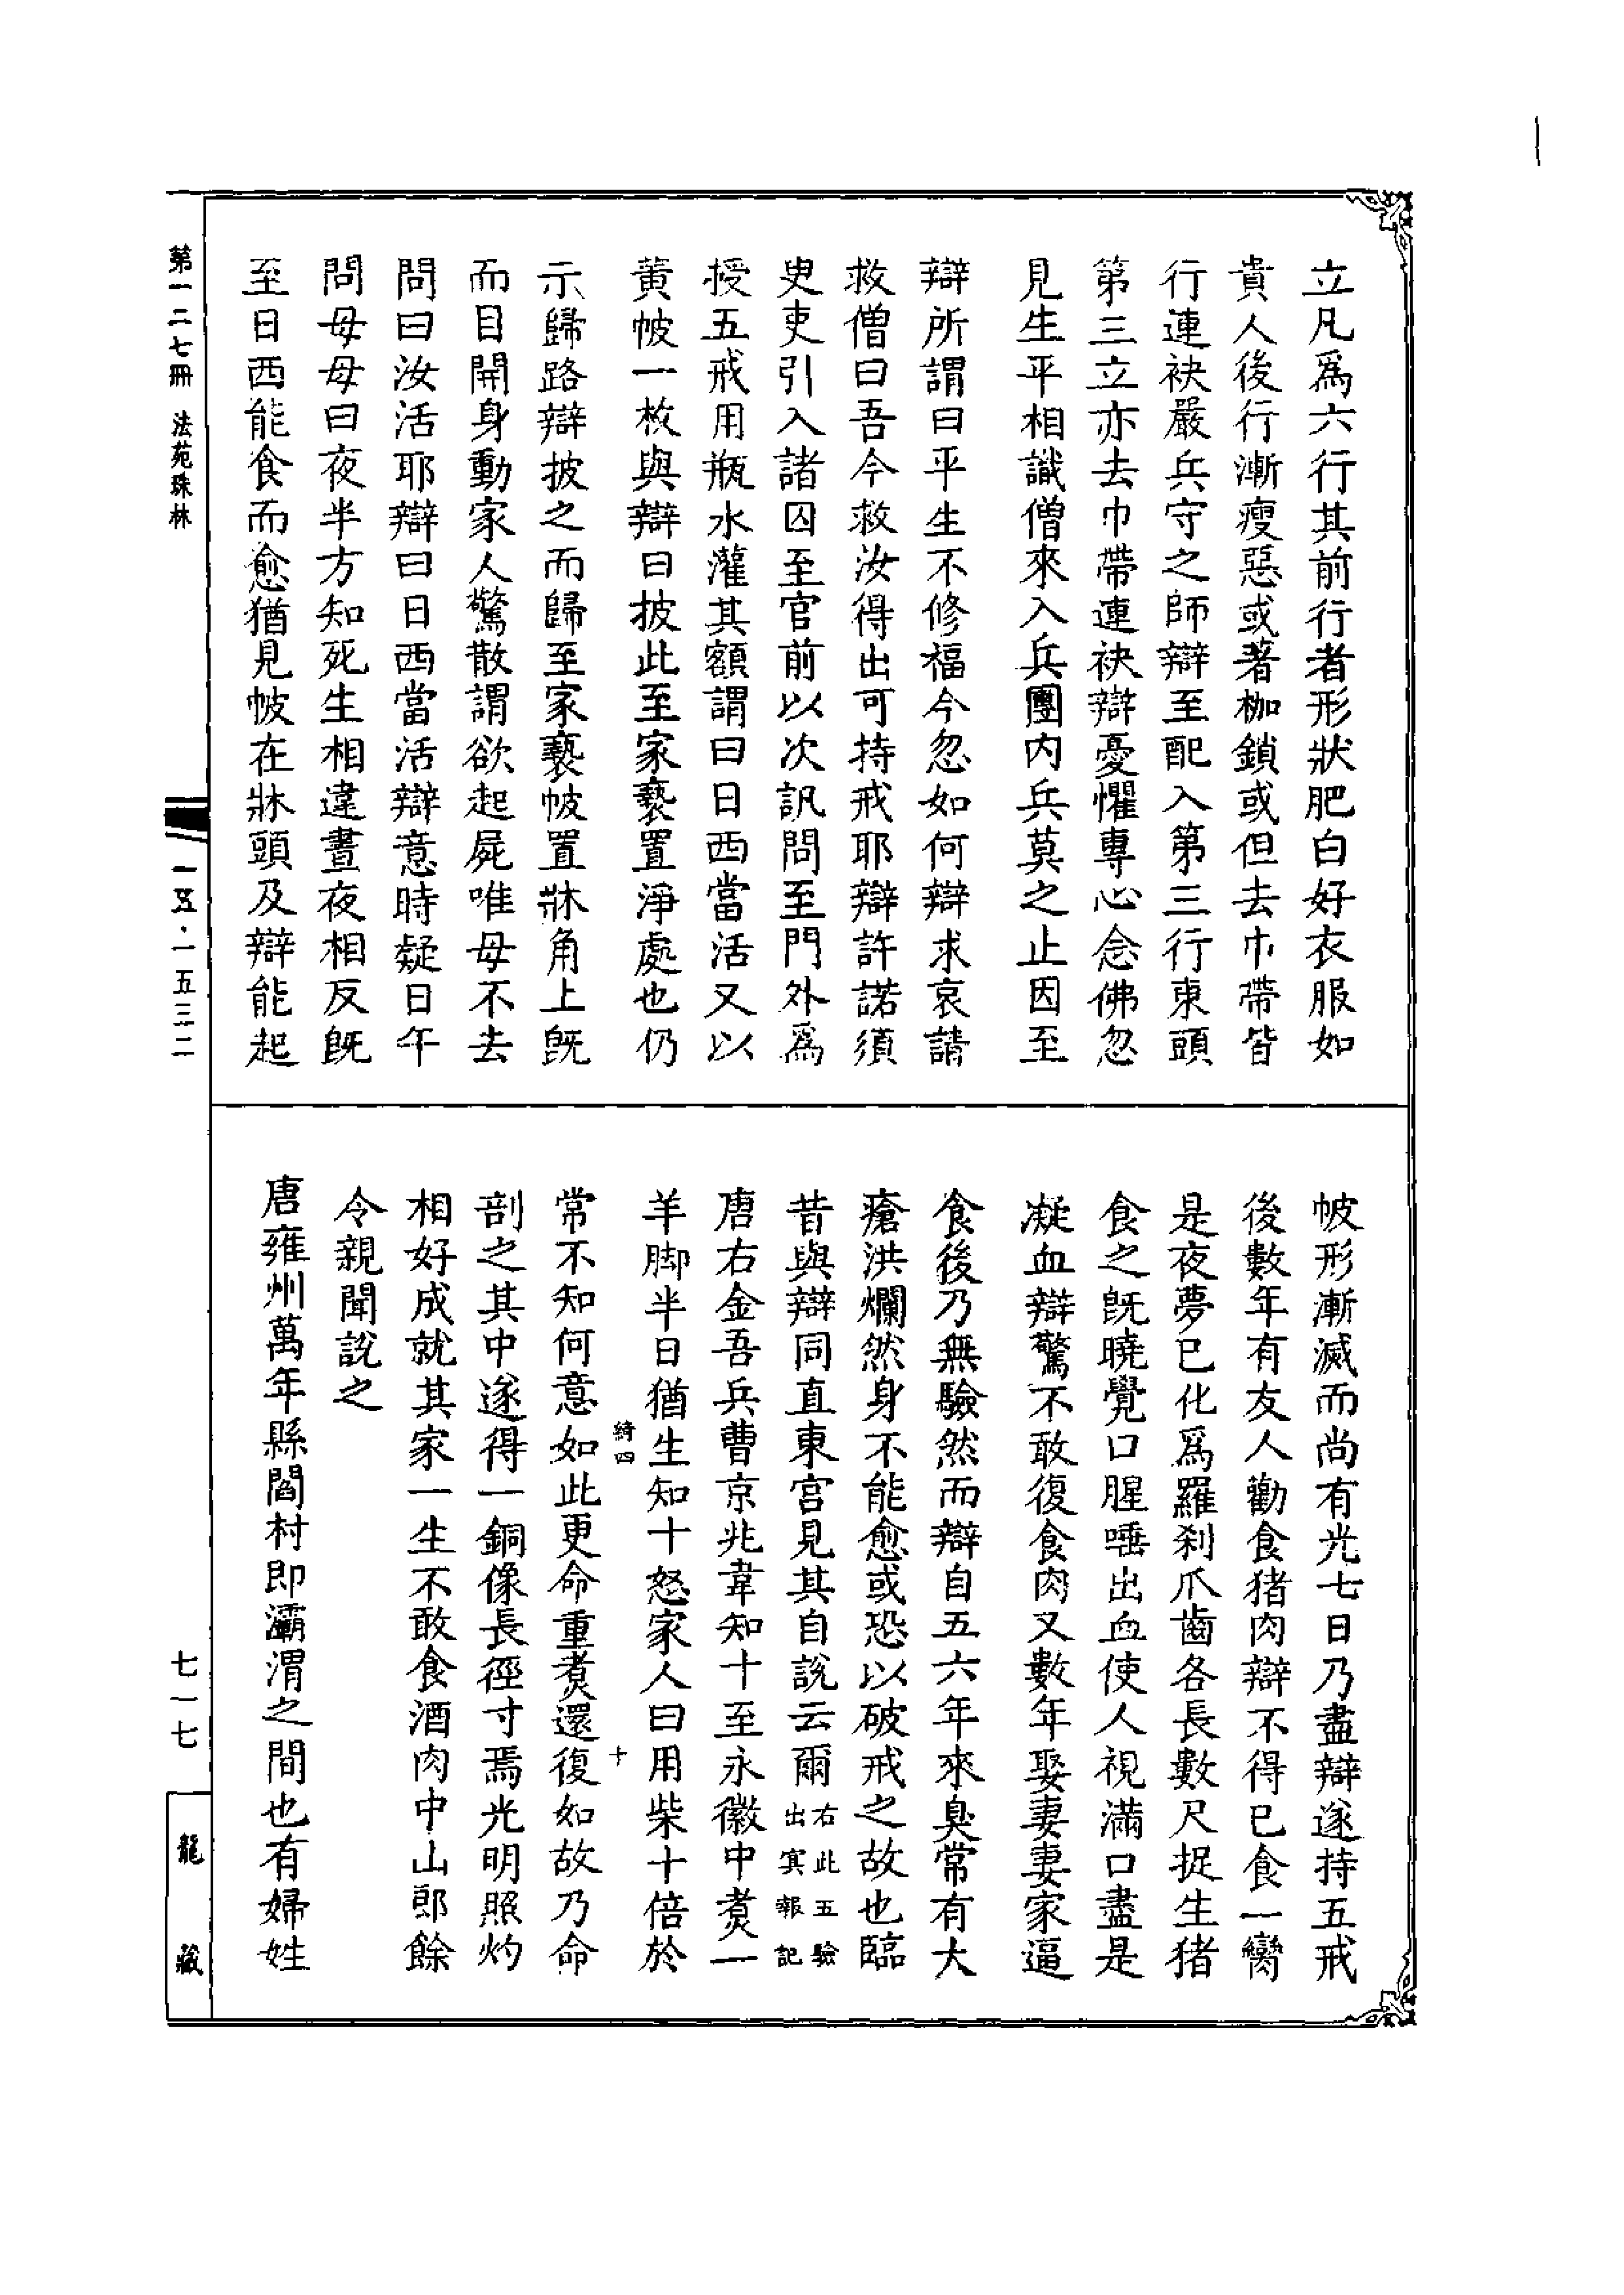 立凡爲六行其前行者形狀肥白好衣服如
貴人後行漸瘦惡或著枷鎖或但去巾帶皆
行連袂嚴兵守之師辯至配入第三行東頭
第三立亦去巾帶連袂辯憂懼專心念佛忽
見生平相識僧來入兵團內兵莫之止因至
辯所謂曰平生不修福今忽如何辯求哀請
救僧曰吾今救汝得出可持戒耶辯許諾須
㬰吏引入諸囚至官前以次訊問至門外爲
授五戒用瓶水灌其額謂曰日西當活又以
黃帔一枚與辯曰披此至家褻置淨處也仍
示歸路辯披之而歸至家褻帔置牀角上旣
而目開身動家人驚散謂欲起屍唯母不去
問曰汝活耶辯曰日西當活辯意時疑日午
問母母曰夜半方知死生相違晝夜相反旣
至日西能食而愈猶見帔在牀頭及辯能起
帔形漸滅而尚有光七日乃盡辯遂持五戒
後數年有友人勸食猪肉辯不得已食一臠
是夜夢已化爲羅刹爪齒各長數尺捉生猪
食之旣曉覺口腥唾出血使人視滿口盡是
凝血辯驚不敢復食肉又數年娶妻妻家逼
食後乃無驗然而辯自五六年來臭常有大
瘡洪爛然身不能愈或恐以破戒之故也臨
昔與辯同直東宮見其自說云爾右此五驗出冥報記
唐右金吾兵曹京兆韋知十至永徽中煑一
羊脚半日猶生知十怒家人曰用柴十倍於
綺四 十
常不知何意如此更命重煑還復如故乃命
剖之其中遂得一銅像長徑寸焉光明照灼
相好成就其家一生不敢食酒肉中山郎餘
令親聞說之
唐雍州萬年縣閻村即灞渭之間也有婦姓
第一二七冊 法苑珠林
一五·一五三二
七一七
龍藏